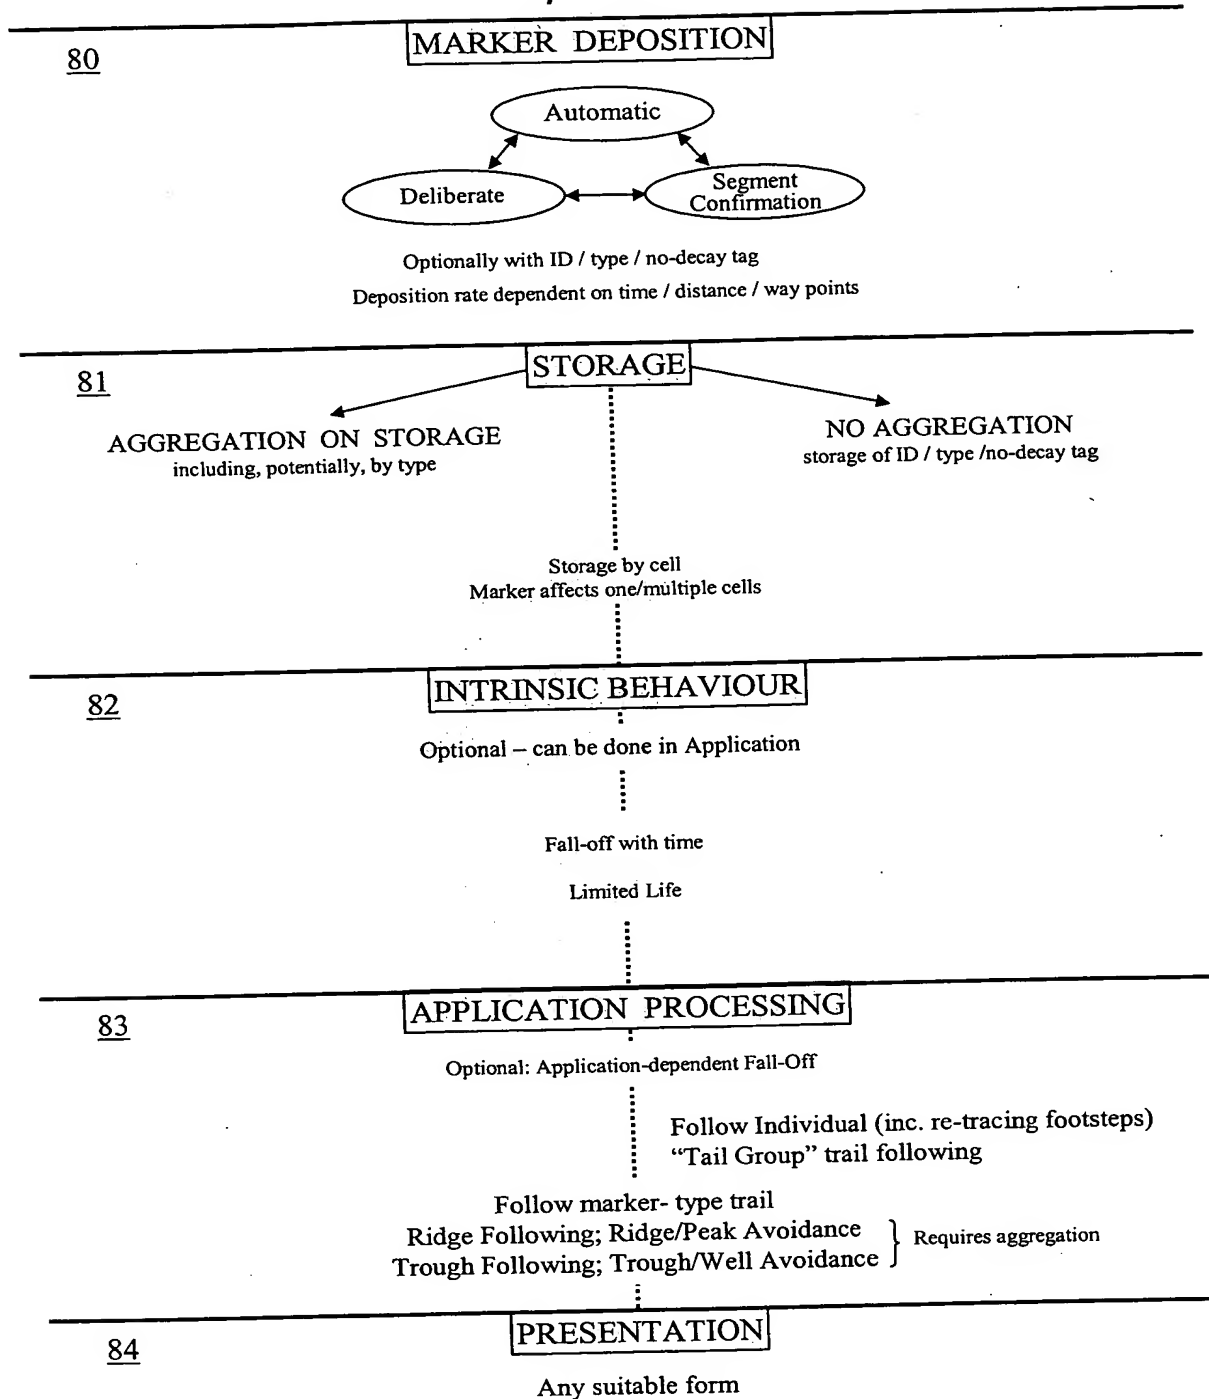 80
MARKER DEPOSITION
Automatic
Deliberate
Segment
Confirmation
Optionally with ID / type / no-decay tag
Deposition rate dependent on time / distance / way points
81
STORAGE
AGGREGATION ON STORAGE
including, potentially, by type
NO AGGREGATION
storage of ID / type /no-decay tag
Storage by cell
Marker affects one/multiple cells
82
INTRINSIC BEHAVIOUR
Optional – can be done in Application
Fall-off with time
Limited Life
83
APPLICATION PROCESSING
Optional: Application-dependent Fall-Off
Follow Individual (inc. re-tracing footsteps)
“Tail Group” trail following
Follow marker- type trail
Ridge Following; Ridge/Peak Avoidance
Trough Following; Trough/Well Avoidance
Requires aggregation
84
PRESENTATION
Any suitable form